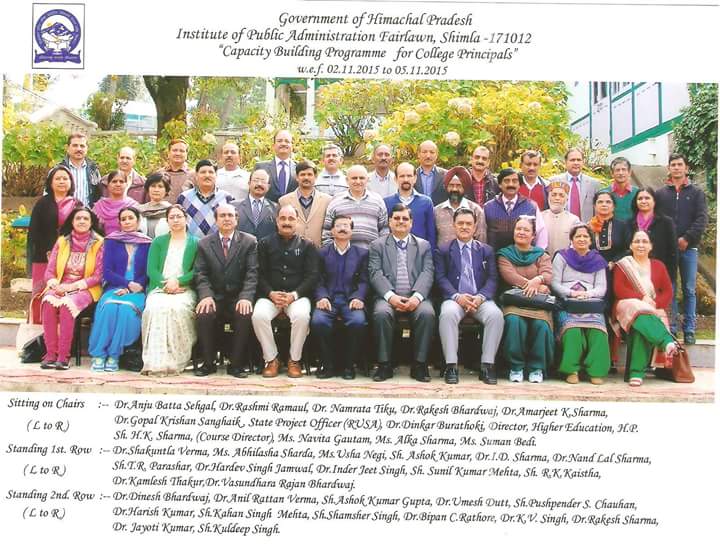 Government of Himachal Pradesh
Institute of Public Administration Fairlawn, Shimla -171012
"Capacity Building Programme for College Principals"
w.e.f. 02.11.2015 to 05.11.2015
Sitting on Chairs :-- Dr.Anju Batta Sehgal, Dr.Rashmi Ramaul, Dr. Namrata Tiku, Dr.Rakesh Bhardwaj, Dr.Amarjeet K.Sharma,
( L to R ) Dr.Gopal Krishan Sanghaik , State Project Officer (RUSA), Dr.Dinkar Burathoki, Director, Higher Education, H.P.
Sh. H.K. Sharma, (Course Director), Ms. Navita Gautam, Ms. Alka Sharma, Ms. Suman Bedi.
Standing 1st. Row :-- Dr.Shakuntla Verma, Ms. Abhilasha Sharda, Ms.Usha Negi, Sh. Ashok Kumar, Dr.I.D. Sharma, Dr.Nand Lal Sharma,
( L to R ) Sh.T.R. Parashar, Dr.Hardev Singh Jamwal, Dr.Inder Jeet Singh, Sh. Sunil Kumar Mehta, Sh. R.K.Kaistha,
Dr.Kamlesh Thakur,Dr.Vasundhara Rajan Bhardwaj.
Standing 2nd. Row :-- Dr.Dinesh Bhardwaj, Dr.Anil Rattan Verma, Sh.Ashok Kumar Gupta, Dr.Umesh Dutt, Sh.Pushpender S. Chauhan,
( L to R ) Dr.Harish Kumar, Sh.Kahan Singh Mehta, Sh.Shamsher Singh, Dr.Bipan C.Rathore, Dr.K.V. Singh, Dr.Rakesh Sharma,
Dr. Jayoti Kumar, Sh.Kuldeep Singh.